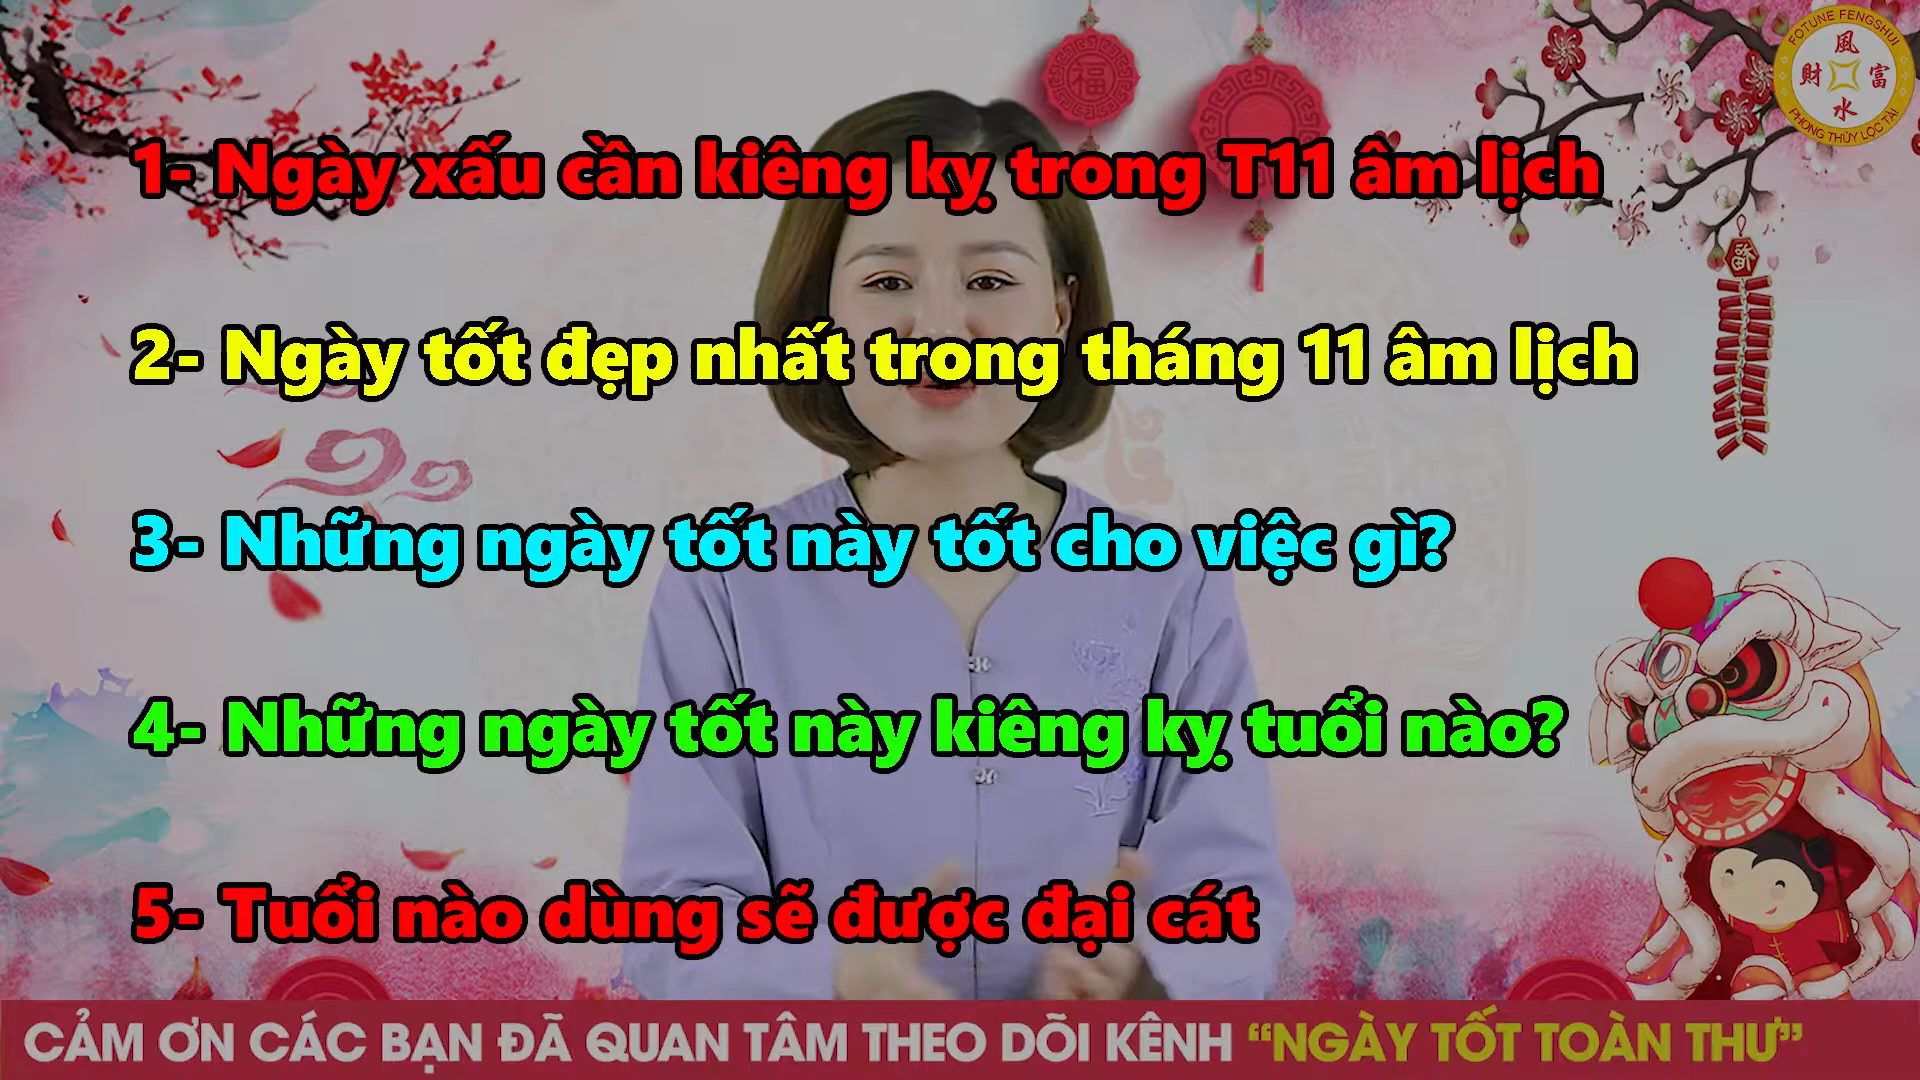 FOTUNE FENGSHUI
風
財 富
水
PHONG THỦY LỘC TÀI
福
福
1- Ngày xấu cần kiêng kỵ trong T11 âm lịch
2- Ngày tốt đẹp nhất trong tháng 11 âm lịch
3- Những ngày tốt này tốt cho việc gì?
4- Những ngày tốt này kiêng kỵ tuổi nào?
5- Tuổi nào dùng sẽ được đại cát
CẢM ƠN CÁC BẠN ĐÃ QUAN TÂM THEO DÕI KÊNH “NGÀY TỐT TOÀN THƯ”